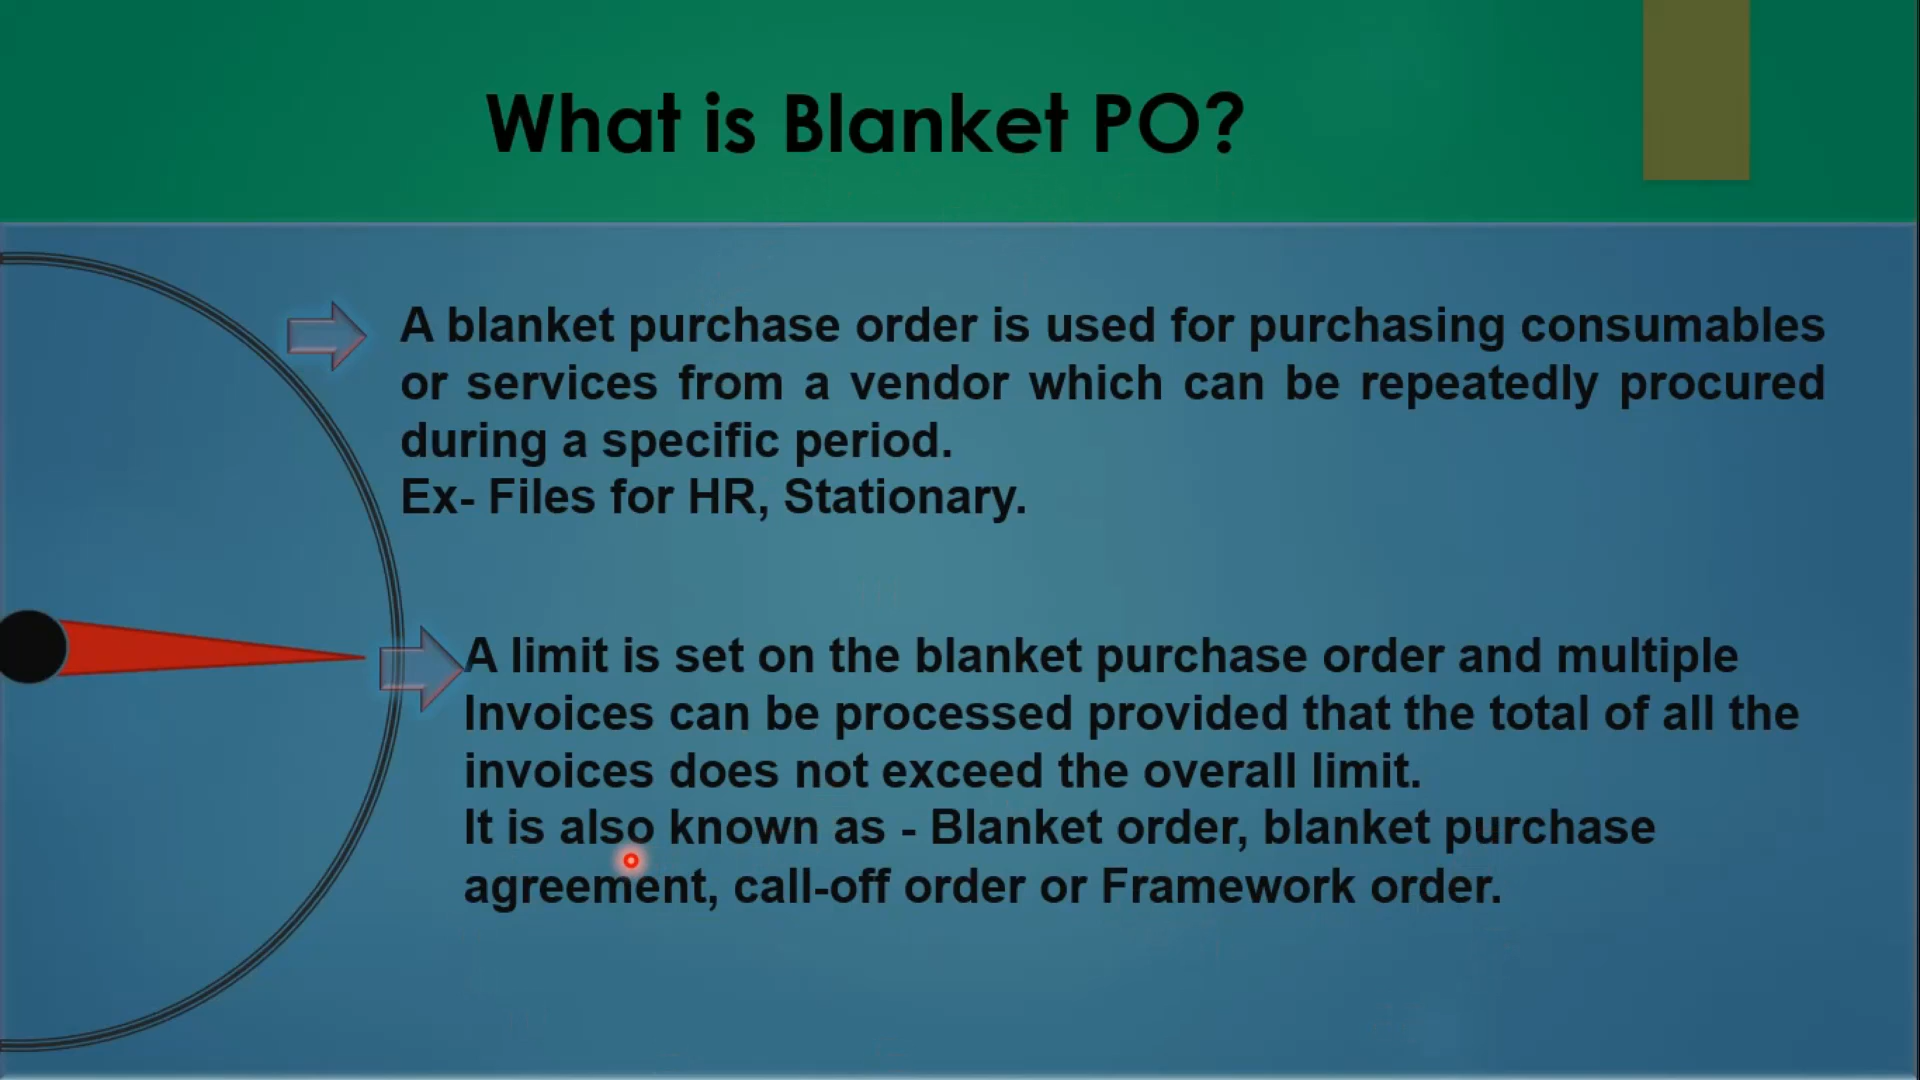 What is Blanket PO?
A blanket purchase order is used for purchasing consumables
or services from a vendor which can be repeatedly procured
during a specific period.
Ex- Files for HR, Stationary.
A limit is set on the blanket purchase order and multiple
Invoices can be processed provided that the total of all the
invoices does not exceed the overall limit.
It is also known as - Blanket order, blanket purchase
agreement, call-off order or Framework order.